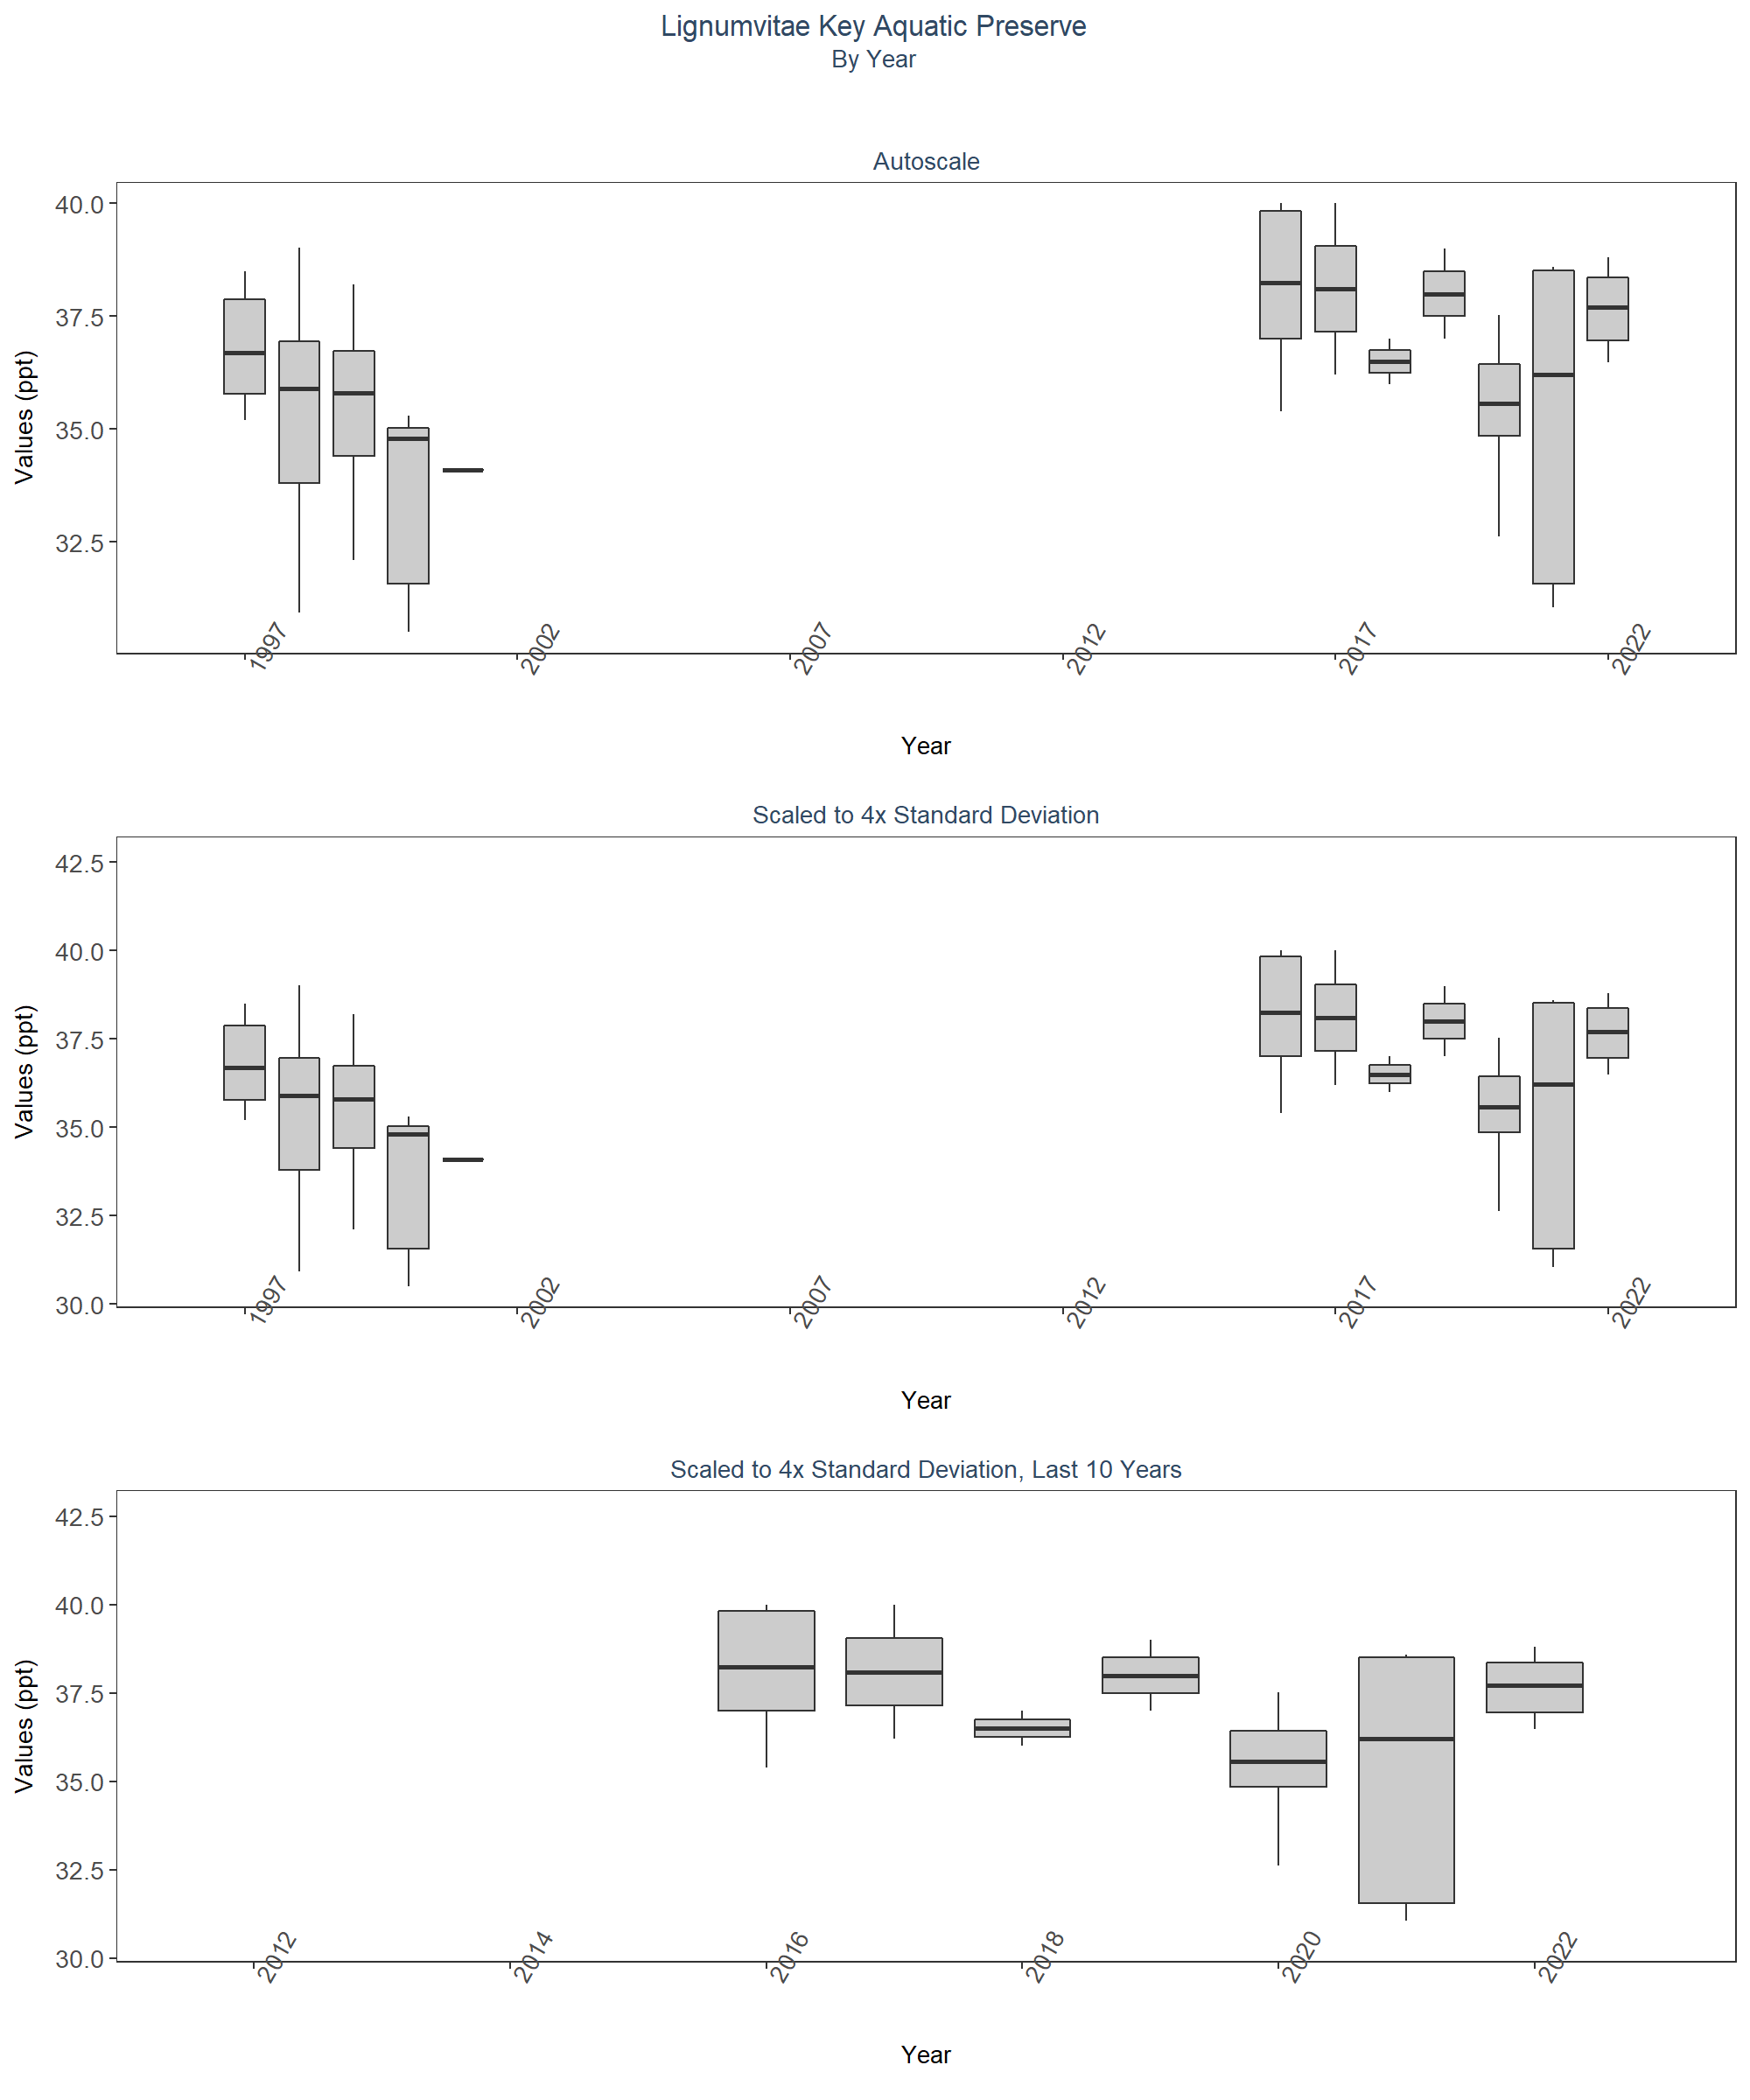 Lignumvitae Key Aquatic Preserve
By Year
Autoscale
40.0
37.5
35.0
32.5
Values (ppt)
1997 2002 2007 2012 2017 2022
Year
Scaled to 4x Standard Deviation
42.5
40.0
37.5
35.0
32.5
30.0
Values (ppt)
1997 2002 2007 2012 2017 2022
Year
Scaled to 4x Standard Deviation, Last 10 Years
42.5
40.0
37.5
35.0
32.5
30.0
Values (ppt)
2012 2014 2016 2018 2020 2022
Year